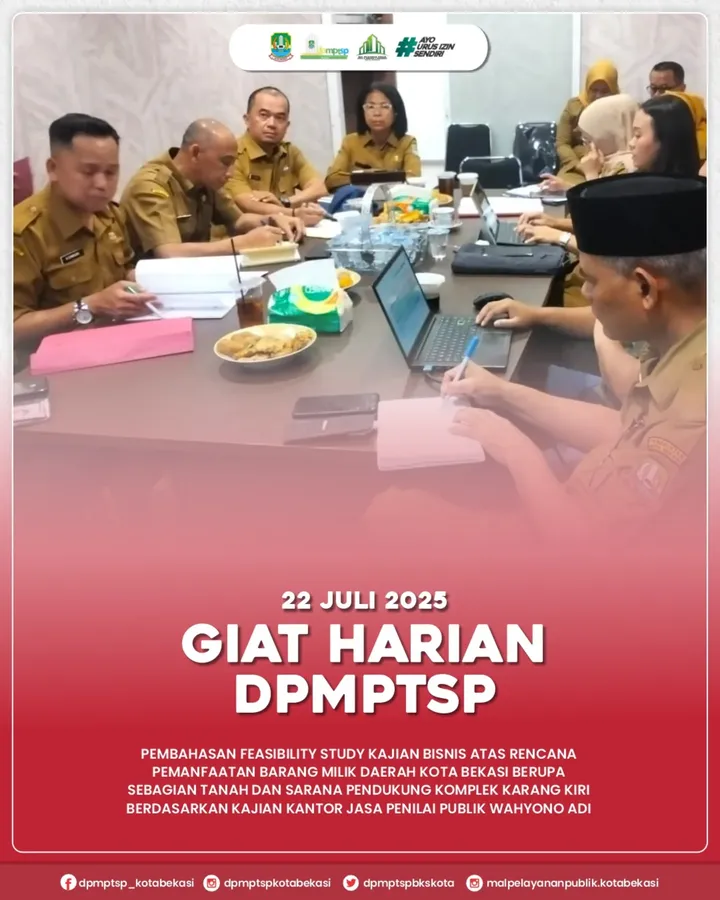 dpmptsp
# AYO
URUS IZIN
SENDIRI
22 JULI 2025
GIAT HARIAN
DPMPTSP
PEMBAHASAN FEASIBILITY STUDY KAJIAN BISNIS ATAS RENCANA
PEMANFAATAN BARANG MILIK DAERAH KOTA BEKASI BERUPA
SEBAGIAN TANAH DAN SARANA PENDUKUNG KOMPLEK KARANG KIRI
BERDASARKAN KAJIAN KANTOR JASA PENILAI PUBLIK WAHYONO ADI
dpmptsp_kotabekasi dpmptspkotabekasi dpmptspbkskota malpelayananpublik.kotabekasi